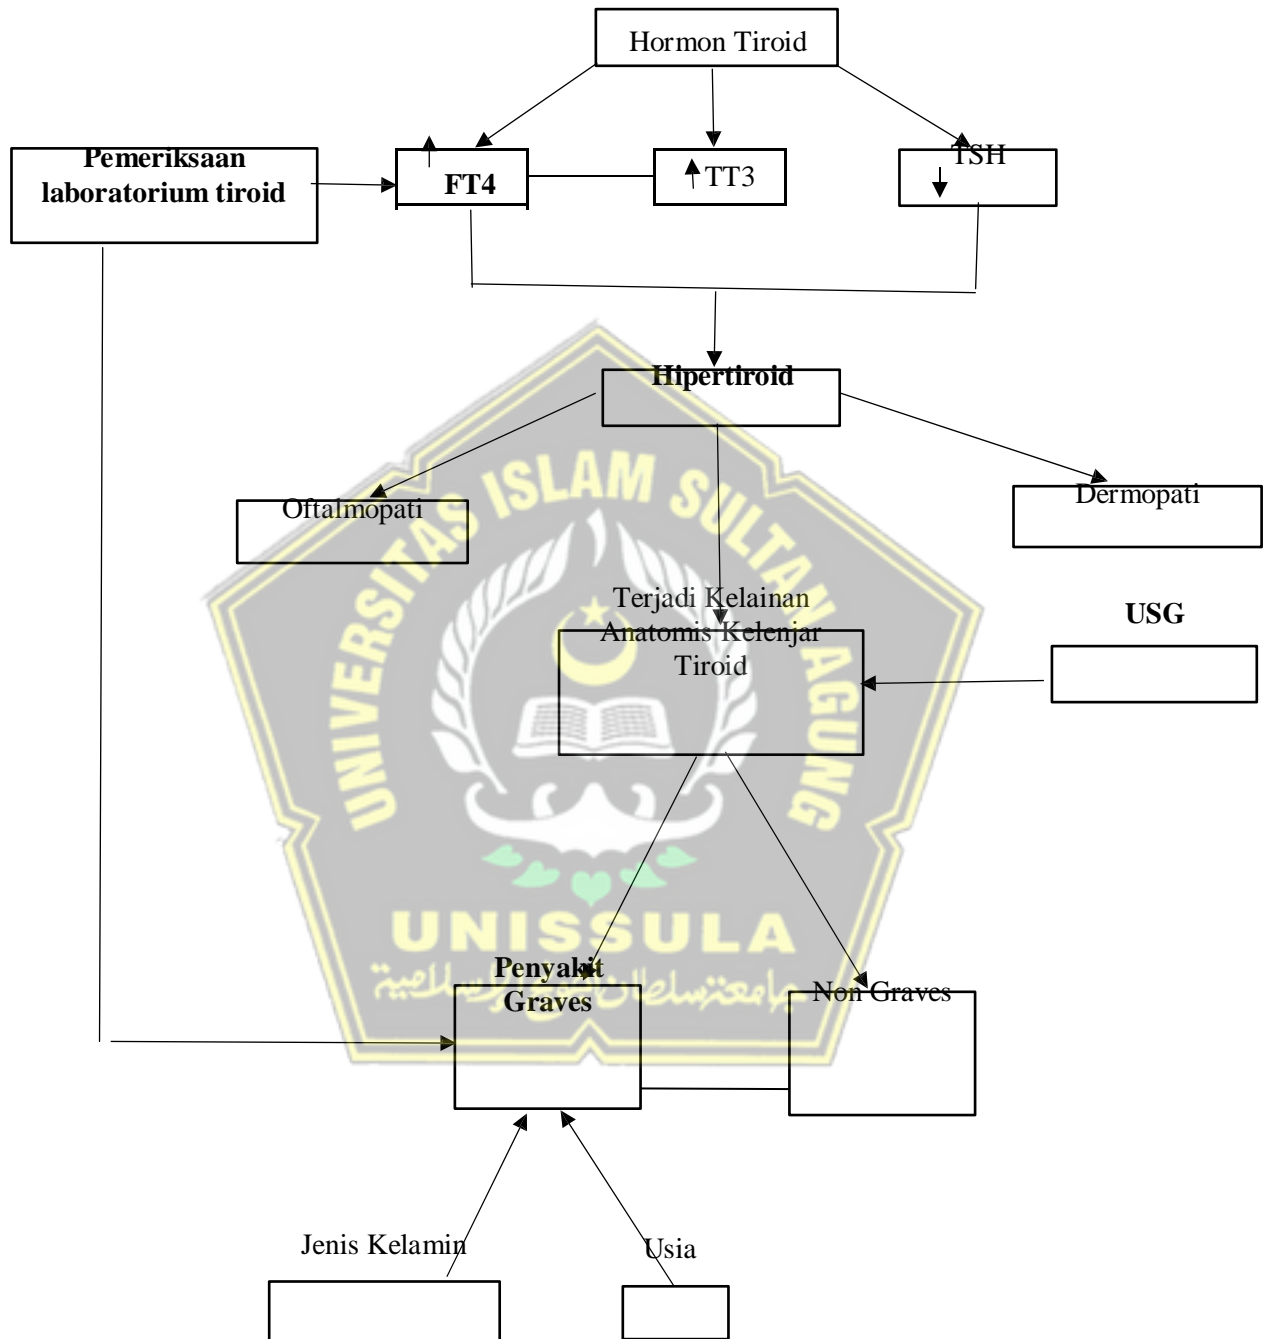 Hormon Tiroid
Pemeriksaan
laboratorium tiroid
FT4
TT3
TSH
Hipertiroid
Oftalmopati
Dermopati
Terjadi Kelainan
Anatomis Kelenjar
Tiroid
USG
UNIVERSITAS ISLAM SULTAN AGUNG
UNISSULA
Penyakit
Graves
Non Graves
Jenis Kelamin
Usia